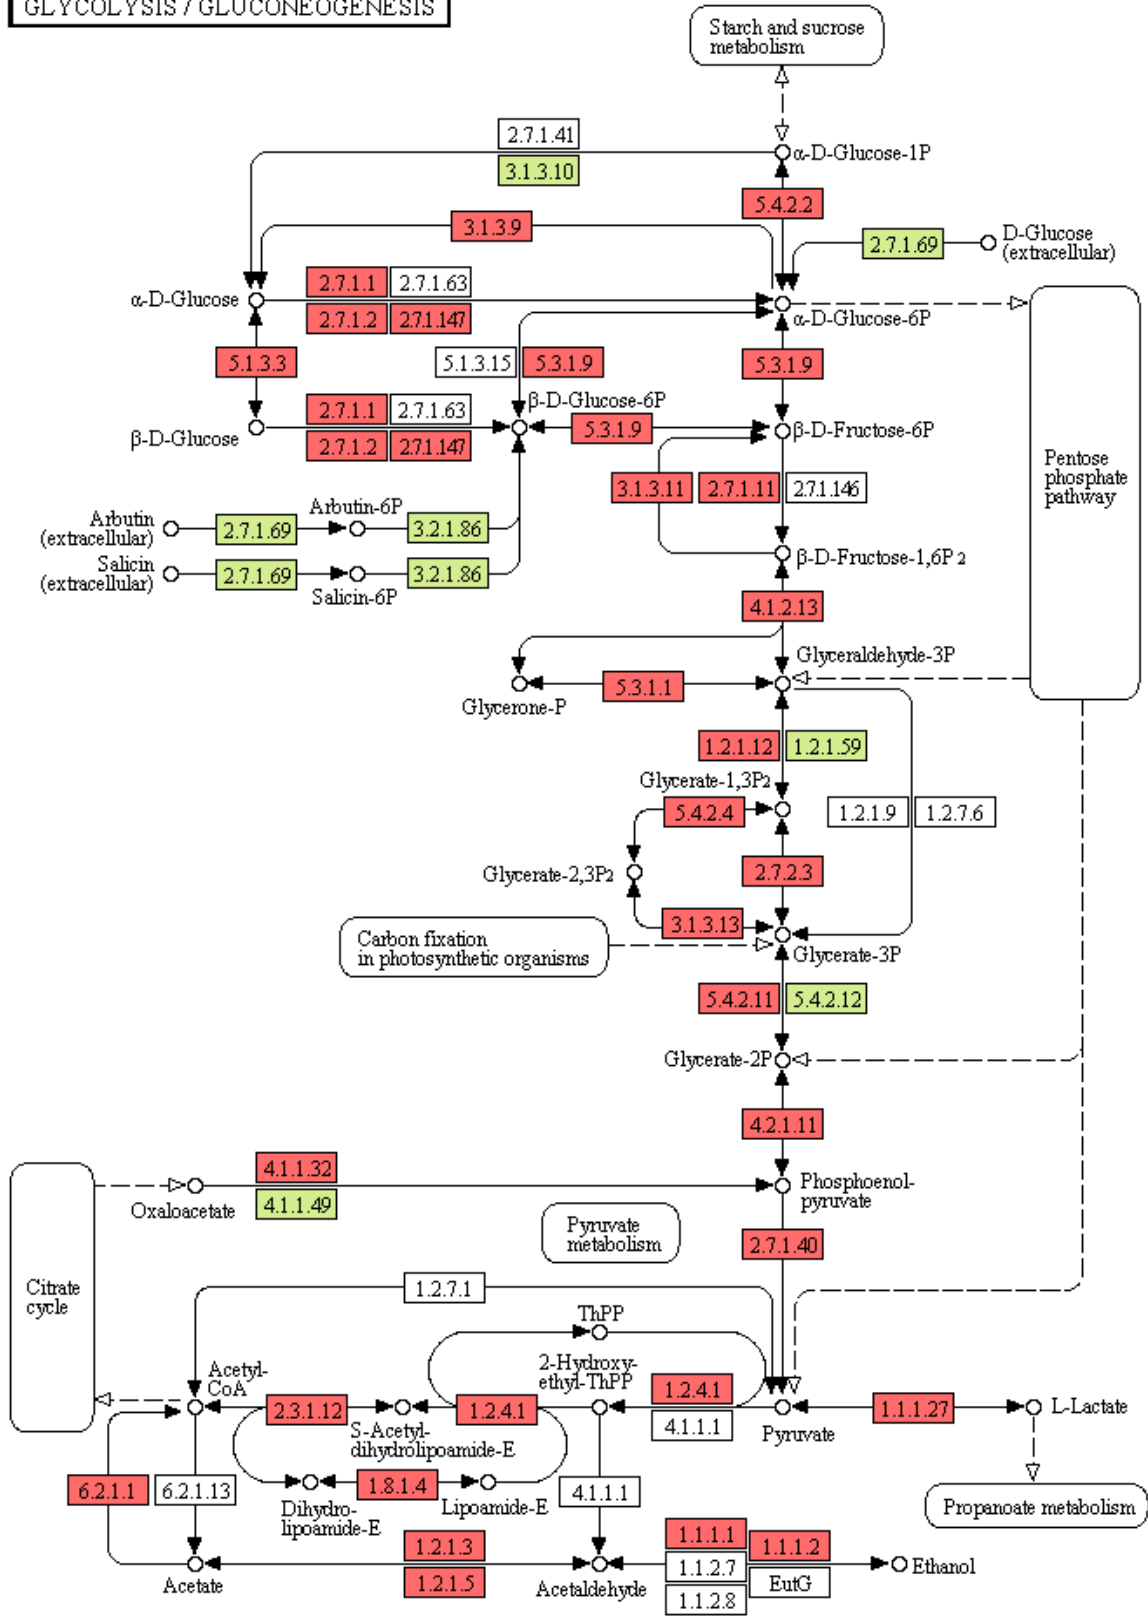 GLYCOLYSIS / GLUCONEOGENESIS
Starch and sucrose
metabolism
2.7.1.41
α-D-Glucose-1P
3.1.3.10
5.4.2.2
3.1.3.9
2.7.1.69
D-Glucose
(extracellular)
2.7.1.1
2.7.1.63
α-D-Glucose
2.7.1.2
2.7.1.147
α-D-Glucose-6P
5.1.3.3
5.1.3.15
5.3.1.9
5.3.1.9
2.7.1.1
2.7.1.63
β-D-Glucose-6P
β-D-Glucose
5.3.1.9
β-D-Fructose-6P
2.7.1.2
2.7.1.147
Pentose
phosphate
pathway
3.1.3.11
2.7.1.11
2.7.1.146
Arbutin
(extracellular)
2.7.1.69
Arbutin-6P
3.2.1.86
Salicin
(extracellular)
2.7.1.69
Salicin-6P
3.2.1.86
β-D-Fructose-1,6P2
4.1.2.13
Glyceraldehyde-3P
5.3.1.1
Glycerone-P
1.2.1.12
1.2.1.59
Glycerate-1,3P2
5.4.2.4
1.2.1.9
1.2.7.6
Glycerate-2,3P2
2.7.2.3
3.1.3.13
Carbon fixation
in photosynthetic organisms
Glycerate-3P
5.4.2.11
5.4.2.12
Glycerate-2P
4.2.1.11
4.1.1.32
Oxaloacetate
4.1.1.49
Phosphoenol-
pyruvate
Pyruvate
metabolism
2.7.1.40
Citrate
cycle
1.2.7.1
ThPP
Acetyl-
CoA
2-Hydroxy-
ethyl-ThPP
1.2.4.1
2.3.1.12
1.2.4.1
1.1.1.27
L-Lactate
S-Acetyl-
dihydrolipoamide-E
4.1.1.1
Pyruvate
6.2.1.1
6.2.1.13
1.8.1.4
4.1.1.1
Dihydro-
lipoamide-E
Lipoamide-E
Propanoate metabolism
1.2.1.3
1.1.1.1
1.1.1.2
Acetate
1.2.1.5
Acetaldehyde
1.1.2.7
EutG
Ethanol
1.1.2.8